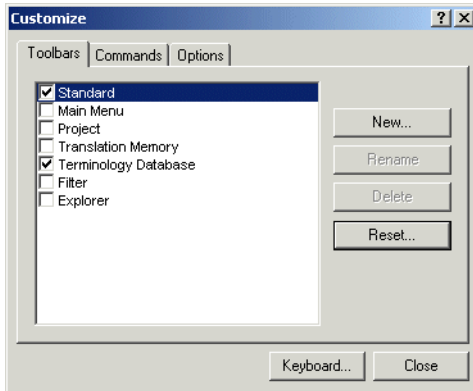 Customize
Toolbars Commands Options
Standard
Main Menu
Project
Translation Memory
Terminology Database
Filter
Explorer
New...
Rename
Delete
Reset...
Keyboard... Close